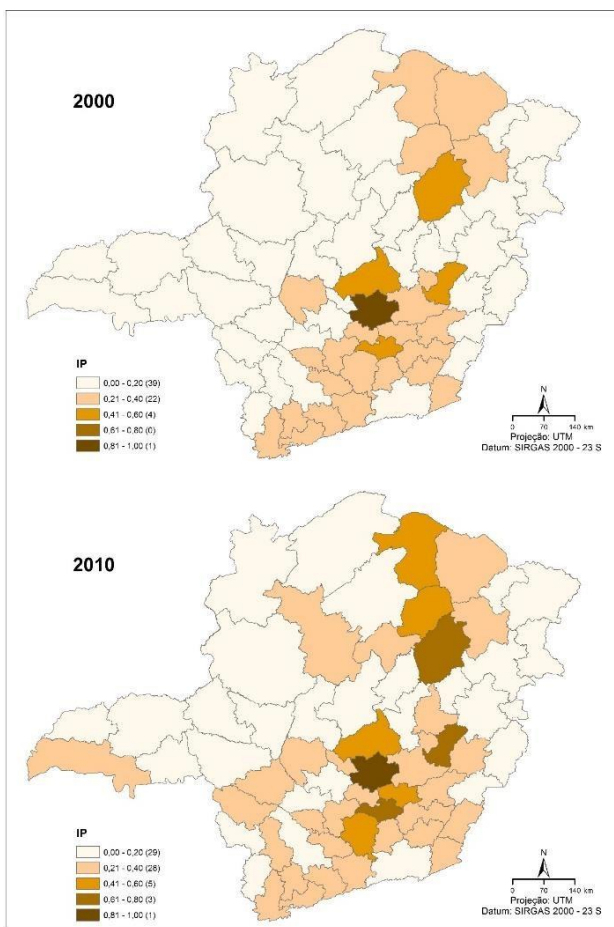 2000
IP
0,00 - 0,20 (39)
0,21 - 0,40 (22)
0,41 - 0,60 (4)
0,61 - 0,80 (0)
0,81 - 1,00 (1)
N
0 70 140 km
Projeção: UTM
Datum: SIRGAS 2000 - 23 S
2010
IP
0,00 - 0,20 (29)
0,21 - 0,40 (28)
0,41 - 0,60 (5)
0,61 - 0,80 (3)
0,81 - 1,00 (1)
N
0 70 140 km
Projeção: UTM
Datum: SIRGAS 2000 - 23 S